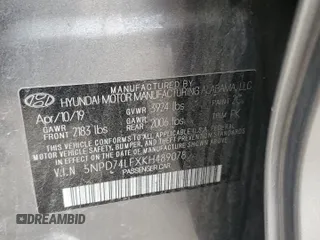 HYUNDAI MOTOR MANUFACTURING ALABAMA, LLC
MANUFACTURED BY
Apr/10/19 GVWR 3924 lbs
GAWR FRONT 2183 lbs GAWR REAR 2006 lbs
THIS VEHICLE CONFORMS TO ALL APPLICABLE FEDERAL MOTOR VEHICLE SAFETY, BUMPER, AND THEFT PREVENTION STANDARDS IN EFFECT ON THE DATE OF MANUFACTURE SHOWN ABOVE.
V.I.N 5NPD74LFXKH489078
PASSENGER CAR
AUTOBIDMASTER